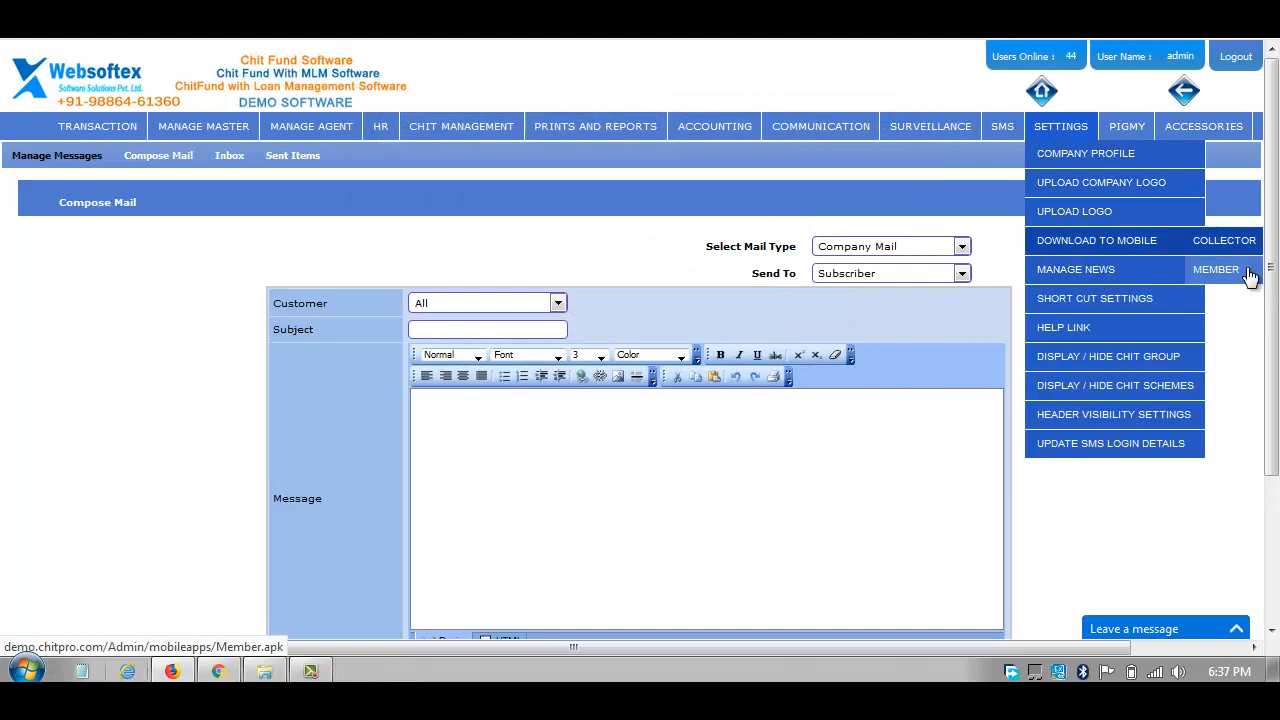 Websoftex
Software Solutions Pvt. Ltd.
+91-98864-61360
Chit Fund Software
Chit Fund With MLM Software
ChitFund with Loan Management Software
DEMO SOFTWARE
Users Online : 44
User Name : admin
Logout
TRANSACTION MANAGE MASTER MANAGE AGENT HR CHIT MANAGEMENT PRINTS AND REPORTS ACCOUNTING COMMUNICATION SURVEILLANCE SMS SETTINGS PIGMY ACCESSORIES
Manage Messages Compose Mail Inbox Sent Items
COMPANY PROFILE
UPLOAD COMPANY LOGO
UPLOAD LOGO
DOWNLOAD TO MOBILE COLLECTOR
MANAGE NEWS MEMBER
SHORT CUT SETTINGS
HELP LINK
DISPLAY / HIDE CHIT GROUP
DISPLAY / HIDE CHIT SCHEMES
HEADER VISIBILITY SETTINGS
UPDATE SMS LOGIN DETAILS
Compose Mail
Select Mail Type Company Mail
Send To Subscriber
Customer All
Subject
Normal Font 3 Color B I U abc x² x₂
Message
Leave a message
demo.chitpro.com/Admin/mobileapps/Member.apk
6:37 PM